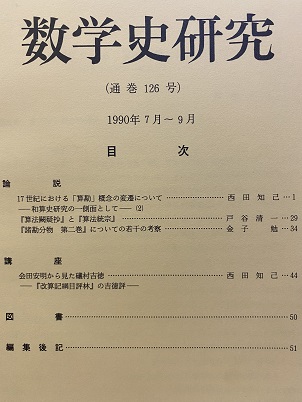 数学史研究
(通巻 126 号)
1990年 7 月～ 9 月
目 次
論 説
17世紀における「算勘」概念の変遷について…………………西 田 知 己…1
――和算史研究の一側面として――(2)
『算法闕疑抄』と『算法統宗』…………………戸 谷 清 一…29
『諸勘分物 第二巻』についての若干の考察…………………金 子 勉…34
講 座
会田安明から見た礒村吉徳…………………西 田 知 己…44
――『改算記綱目評林』の吉徳評――
図 書…………………50
編 集 後 記…………………51